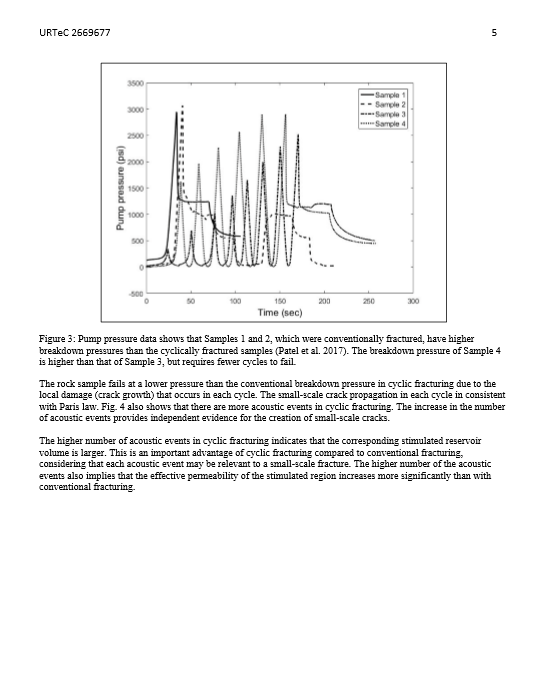 URTeC 2669677
5
3500
3000
2500
2000
1500
1000
500
0
-500
Pump pressure (psi)
0 50 100 150 200 250 300
Time (sec)
Sample 1
Sample 2
Sample 3
Sample 4
Figure 3: Pump pressure data shows that Samples 1 and 2, which were conventionally fractured, have higher
breakdown pressures than the cyclically fractured samples (Patel et al. 2017). The breakdown pressure of Sample 4
is higher than that of Sample 3, but requires fewer cycles to fail.
The rock sample fails at a lower pressure than the conventional breakdown pressure in cyclic fracturing due to the
local damage (crack growth) that occurs in each cycle. The small-scale crack propagation in each cycle in consistent
with Paris law. Fig. 4 also shows that there are more acoustic events in cyclic fracturing. The increase in the number
of acoustic events provides independent evidence for the creation of small-scale cracks.
The higher number of acoustic events in cyclic fracturing indicates that the corresponding stimulated reservoir
volume is larger. This is an important advantage of cyclic fracturing compared to conventional fracturing,
considering that each acoustic event may be relevant to a small-scale fracture. The higher number of the acoustic
events also implies that the effective permeability of the stimulated region increases more significantly than with
conventional fracturing.